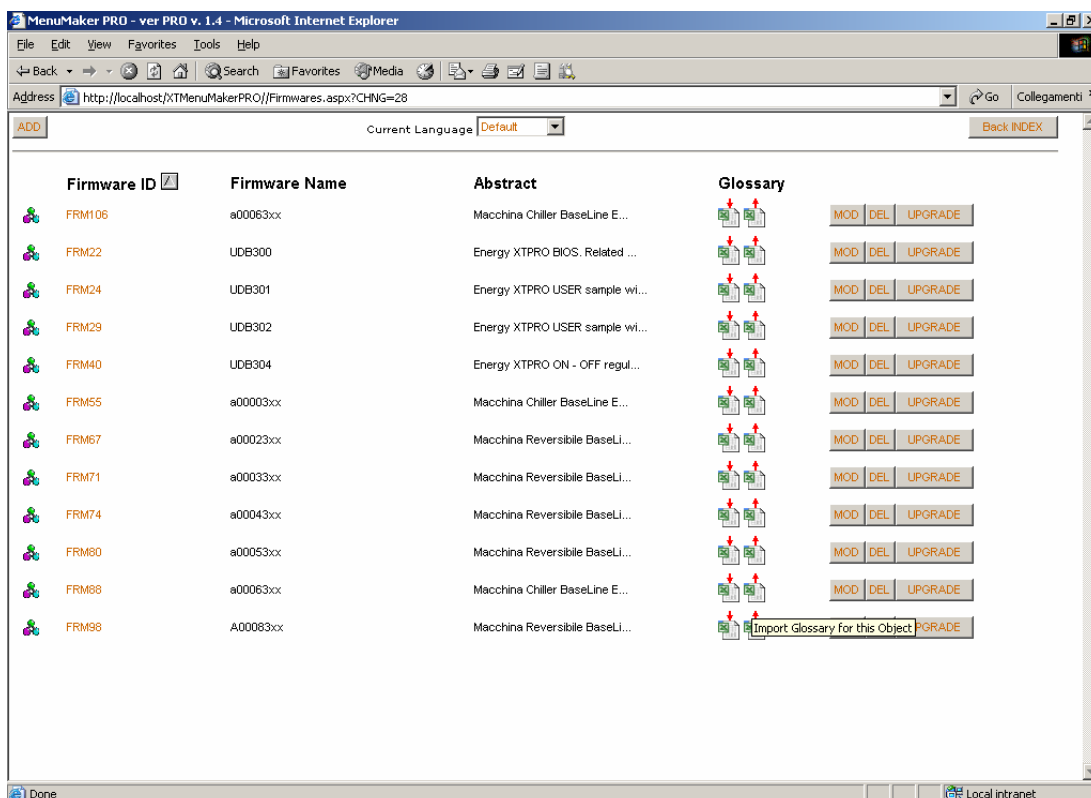 MenuMaker PRO - ver PRO v. 1.4 - Microsoft Internet Explorer
File Edit View Favorites Tools Help
Back Search Favorites Media
Address http://localhost/XTMenuMakerPRO//Firmwares.aspx?CHNG=28 Go Collegamenti
ADD Current Language Default Back INDEX
Firmware ID Firmware Name Abstract Glossary
FRM106 a00063xx Macchina Chiller BaseLine E... MOD DEL UPGRADE
FRM22 UDB300 Energy XTPRO BIOS. Related ... MOD DEL UPGRADE
FRM24 UDB301 Energy XTPRO USER sample wi... MOD DEL UPGRADE
FRM29 UDB302 Energy XTPRO USER sample wi... MOD DEL UPGRADE
FRM40 UDB304 Energy XTPRO ON - OFF regul... MOD DEL UPGRADE
FRM55 a00003xx Macchina Chiller BaseLine E... MOD DEL UPGRADE
FRM67 a00023xx Macchina Reversibile BaseLi... MOD DEL UPGRADE
FRM71 a00033xx Macchina Reversibile BaseLi... MOD DEL UPGRADE
FRM74 a00043xx Macchina Reversibile BaseLi... MOD DEL UPGRADE
FRM80 a00053xx Macchina Reversibile BaseLi... MOD DEL UPGRADE
FRM88 a00063xx Macchina Chiller BaseLine E... MOD DEL UPGRADE
FRM98 A00083xx Macchina Reversibile BaseLi... Import Glossary for this Object PGRADE
Done Local intranet